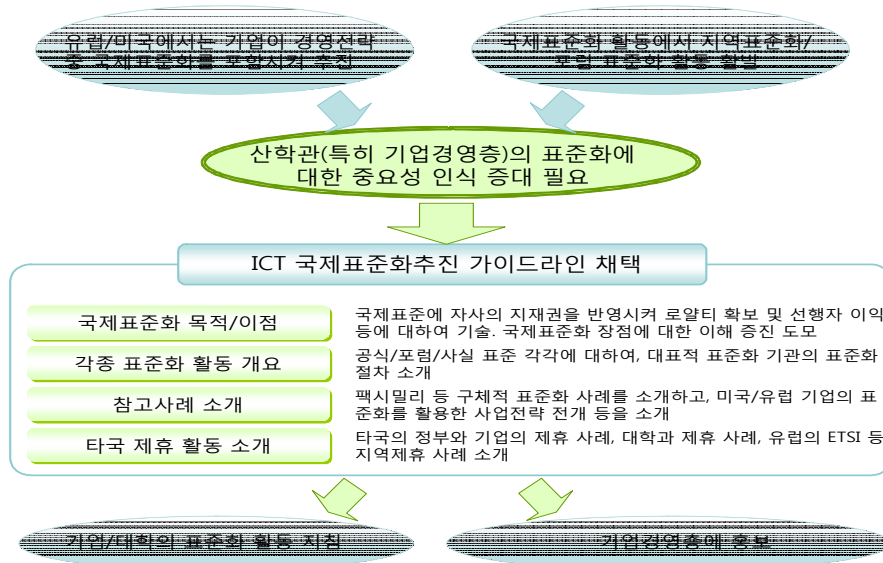 유럽/미국에서는 기업이 경영전략
중 국제표준화를 포함시켜 추진
국제표준화 활동에서 지역표준화/
포럼 표준화 활동 활발
산학관(특히 기업경영층)의 표준화에
대한 중요성 인식 증대 필요
ICT 국제표준화추진 가이드라인 채택
국제표준화 목적/이점
국제표준에 자사의 지재권을 반영시켜 로얄티 확보 및 선행자 이익
등에 대하여 기술. 국제표준화 장점에 대한 이해 증진 도모
각종 표준화 활동 개요
공식/포럼/사실 표준 각각에 대하여, 대표적 표준화 기관의 표준화
절차 소개
참고사례 소개
팩시밀리 등 구체적 표준화 사례를 소개하고, 미국/유럽 기업의 표
준화를 활용한 사업전략 전개 등을 소개
타국 제휴 활동 소개
타국의 정부와 기업의 제휴 사례, 대학과 제휴 사례, 유럽의 ETSI 등
지역제휴 사례 소개
기업/대학의 표준화 활동 지침
기업경영층에 홍보